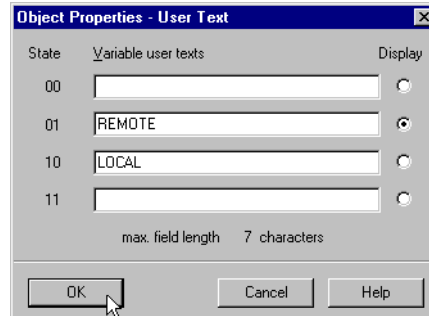 Object Properties - User Text
State Variable user texts Display
00
01 REMOTE
10 LOCAL
11
max. field length 7 characters
OK Cancel Help